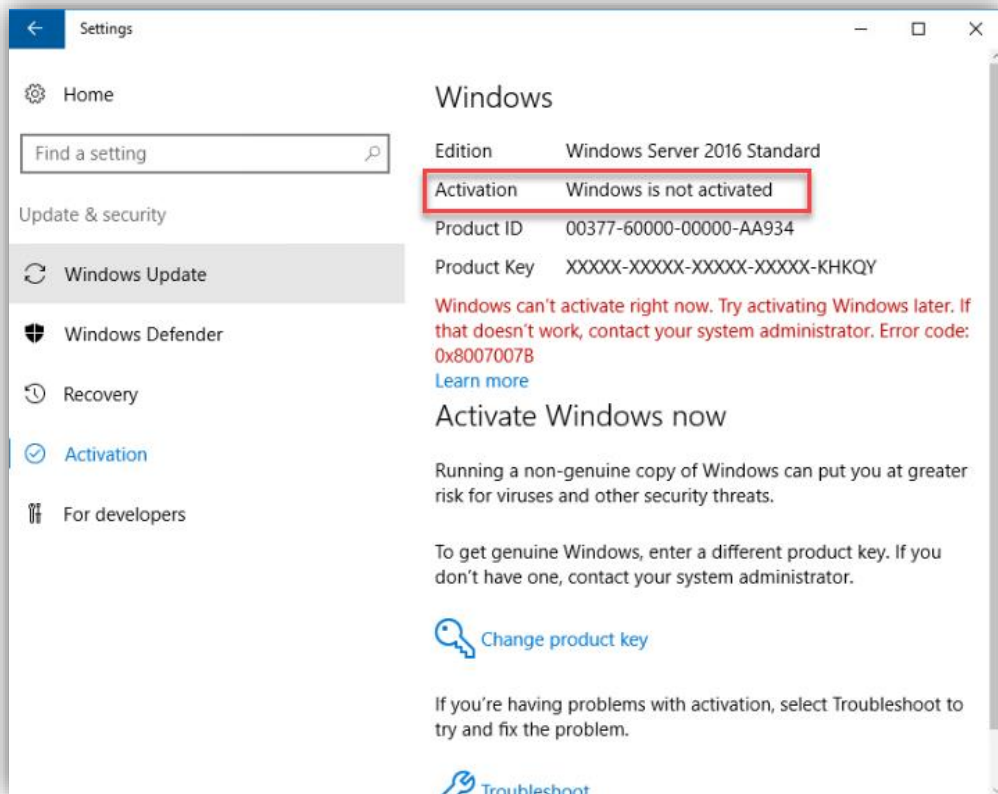 Settings
Home
Find a setting
Update & security
Windows Update
Windows Defender
Recovery
Activation
For developers
Windows
Edition Windows Server 2016 Standard
Activation Windows is not activated
Product ID 00377-60000-00000-AA934
Product Key XXXXX-XXXXX-XXXXX-XXXXX-KHKQY
Windows can't activate right now. Try activating Windows later. If
that doesn't work, contact your system administrator. Error code:
0x8007007B
Learn more
Activate Windows now
Running a non-genuine copy of Windows can put you at greater
risk for viruses and other security threats.
To get genuine Windows, enter a different product key. If you
don't have one, contact your system administrator.
Change product key
If you're having problems with activation, select Troubleshoot to
try and fix the problem.
Troubleshoot